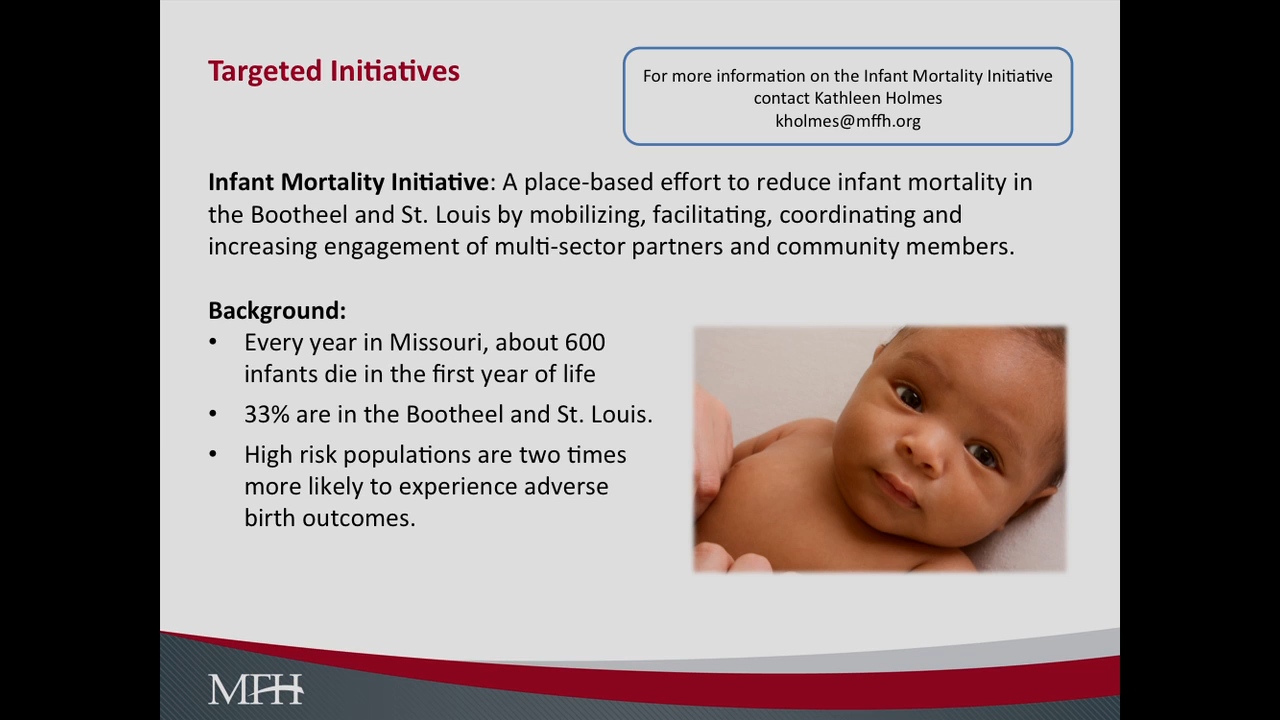 Targeted Initiatives
For more information on the Infant Mortality Initiative
contact Kathleen Holmes
kholmes@mffh.org
Infant Mortality Initiative: A place-based effort to reduce infant mortality in
the Bootheel and St. Louis by mobilizing, facilitating, coordinating and
increasing engagement of multi-sector partners and community members.
Background:
• Every year in Missouri, about 600
infants die in the first year of life
• 33% are in the Bootheel and St. Louis.
• High risk populations are two times
more likely to experience adverse
birth outcomes.
MFH